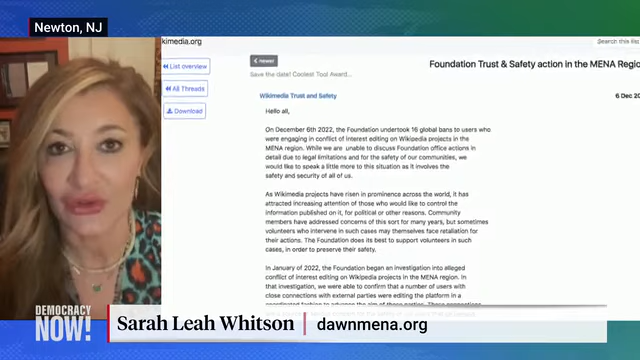 Newton, NJ
kimedia.org
Search this list
List overview
All Threads
Download
newer
Foundation Trust & Safety action in the MENA Regio
Save the date! Coolest Tool Award...
Wikimedia Trust and Safety
6 Dec 20
Hello all,
On December 6th 2022, the Foundation undertook 16 global bans to users who
were engaging in conflict of interest editing on Wikipedia projects in the
MENA region. While we are unable to discuss Foundation office actions in
detail due to legal limitations and for the safety of our communities, we
would like to speak a little more to this situation as it involves the
safety and security of all of us.
As Wikimedia projects have risen in prominence across the world, it has
attracted increasing attention of those who would like to control the
information published on it, for political or other reasons. Community
members have addressed concerns of this sort for many years, but sometimes
volunteers who intervene in such cases may themselves face retaliation for
their actions. The Foundation does its best to support volunteers in such
cases, in order to preserve their safety.
In January of 2022, the Foundation began an investigation into alleged
conflict of interest editing on Wikipedia projects in the MENA region. In
that investigation, we were able to confirm that a number of users with
close connections with external parties were editing the platform in a
DEMOCRACY
NOW!
Sarah Leah Whitson
dawnmena.org